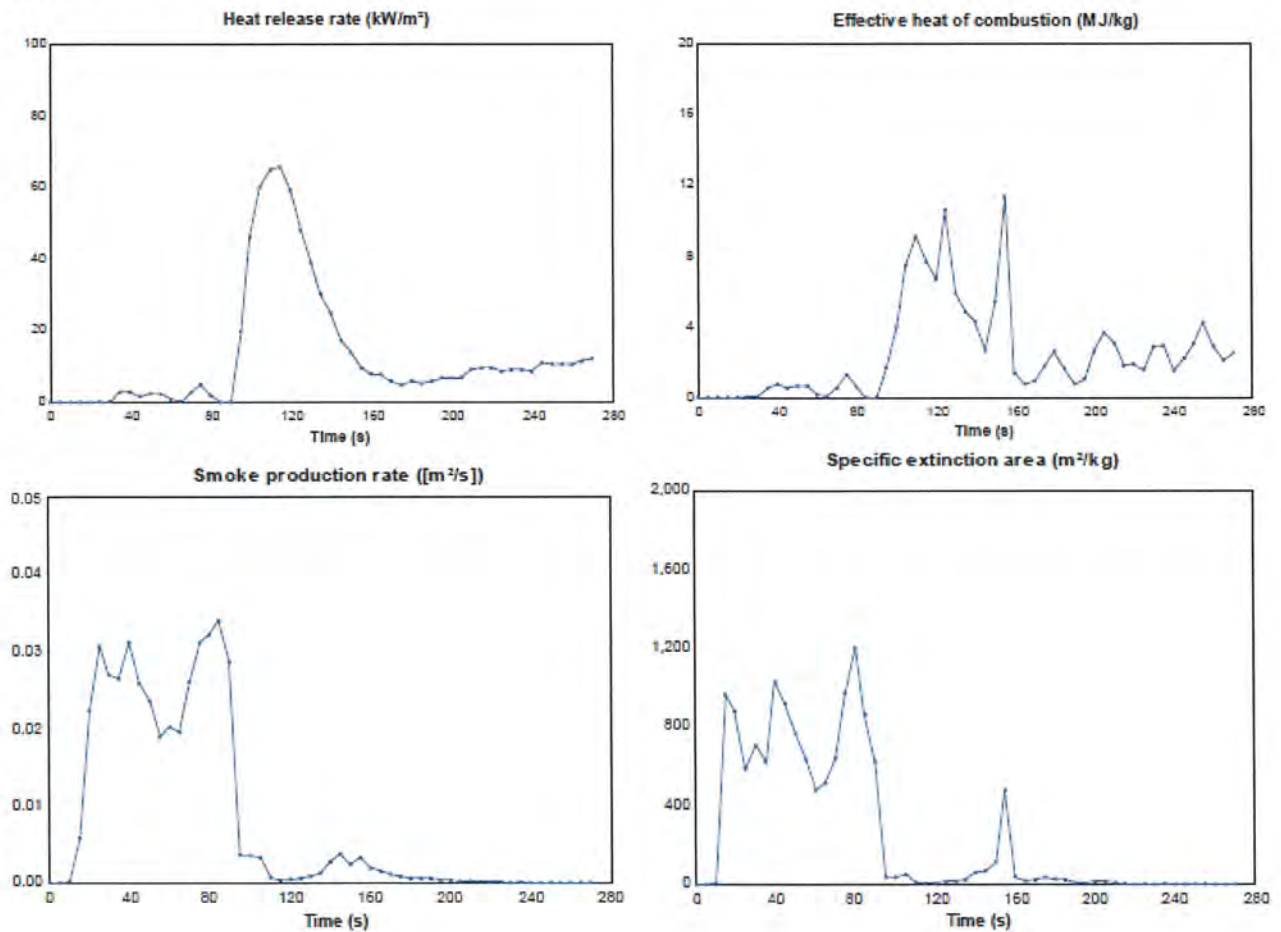 Heat release rate (kW/m²)
100
80
60
40
20
0
0 40 80 120 160 200 240 280
Time (s)
Effective heat of combustion (MJ/kg)
20
16
12
8
4
0
0 40 80 120 160 200 240 280
Time (s)
Smoke production rate ([m²/s])
0.05
0.04
0.03
0.02
0.01
0.00
0 40 80 120 160 200 240 280
Time (s)
Specific extinction area (m²/kg)
2,000
1,600
1,200
800
400
0
0 40 80 120 160 200 240 280
Time (s)